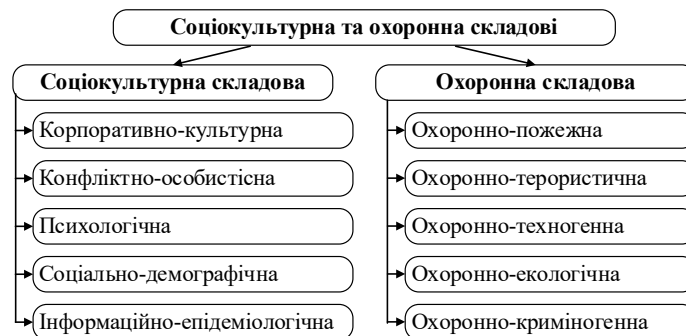 Соціокультурна та охоронна складові
Соціокультурна складова
Корпоративно-культурна
Конфліктно-особистісна
Психологічна
Соціально-демографічна
Інформаційно-епідеміологічна
Охоронна складова
Охоронно-пожежна
Охоронно-терористична
Охоронно-техногенна
Охоронно-екологічна
Охоронно-криміногенна